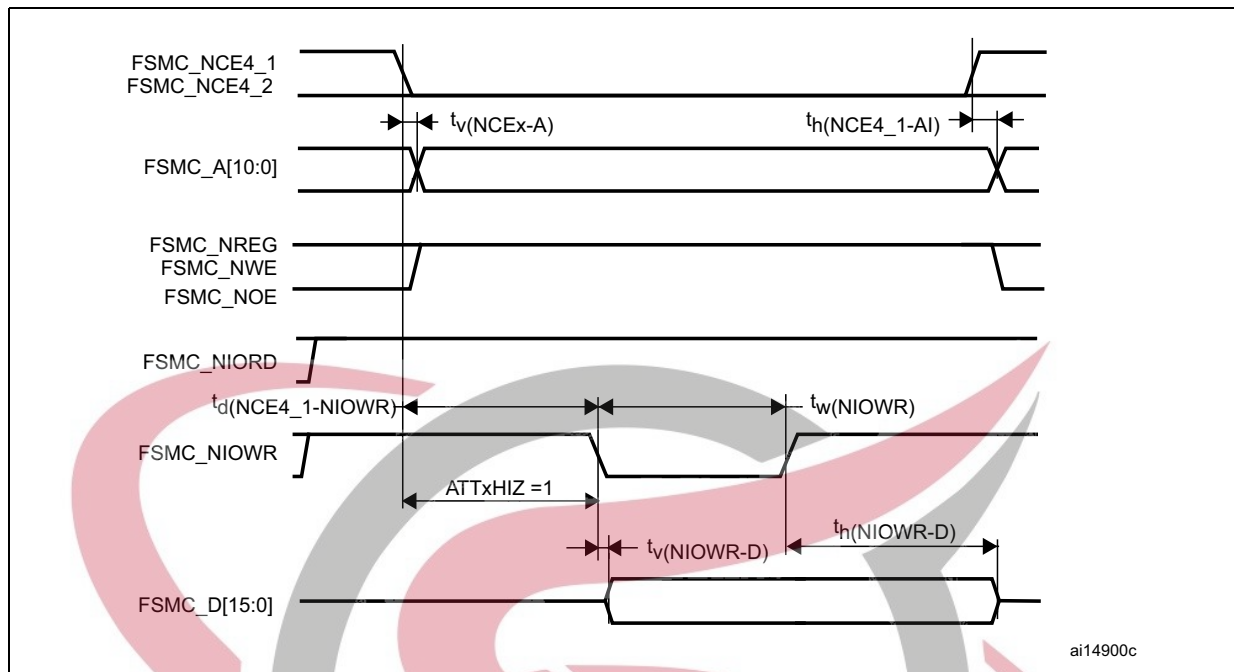 FSMC_NCE4_1
FSMC_NCE4_2
tv(NCEx-A)
th(NCE4_1-AI)
FSMC_A[10:0]
FSMC_NREG
FSMC_NWE
FSMC_NOE
FSMC_NIORD
td(NCE4_1-NIOWR)
tw(NIOWR)
FSMC_NIOWR
ATTxHIZ =1
tv(NIOWR-D)
th(NIOWR-D)
FSMC_D[15:0]
ai14900c